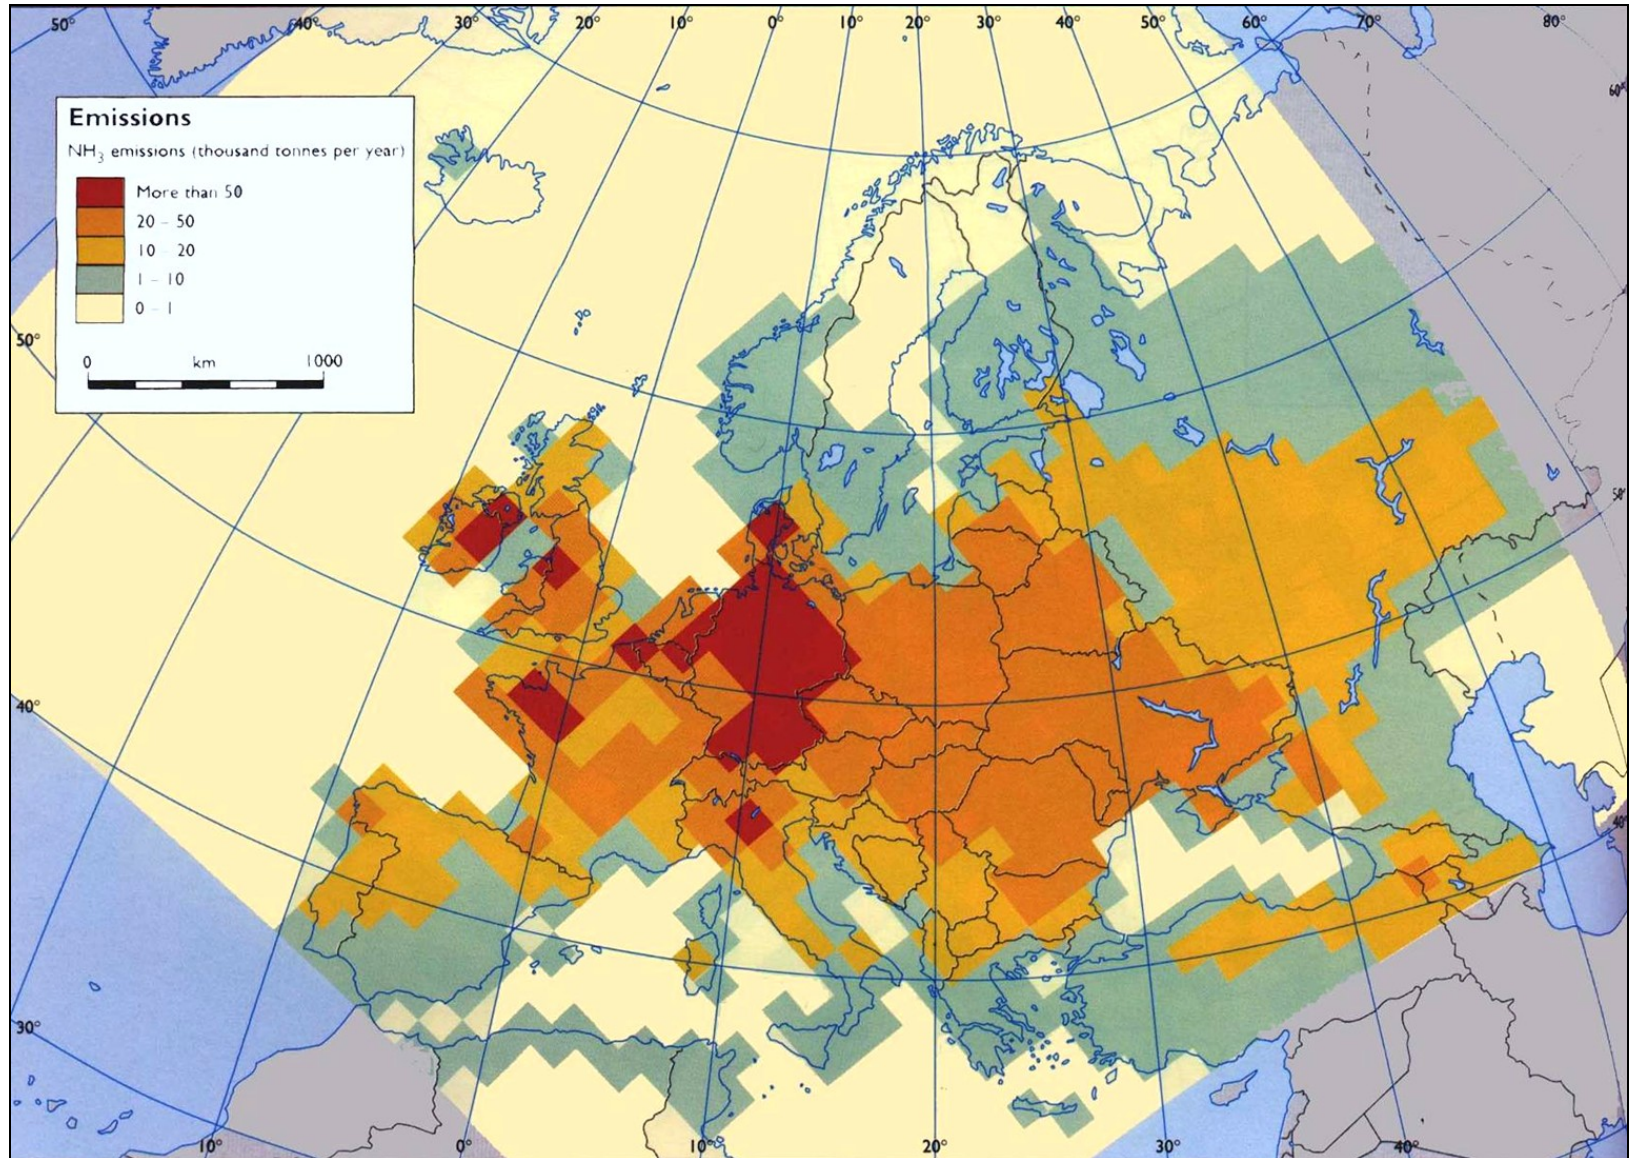 50° 40° 30° 20° 10° 0° 10° 20° 30° 40° 50° 60° 70° 80°
60°
Emissions
NH3 emissions (thousand tonnes per year)
More than 50
20 – 50
10 – 20
1 – 10
0 – 1
0 km 1000
50°
50°
40°
40°
30°
10° 0° 10° 20° 30° 40°